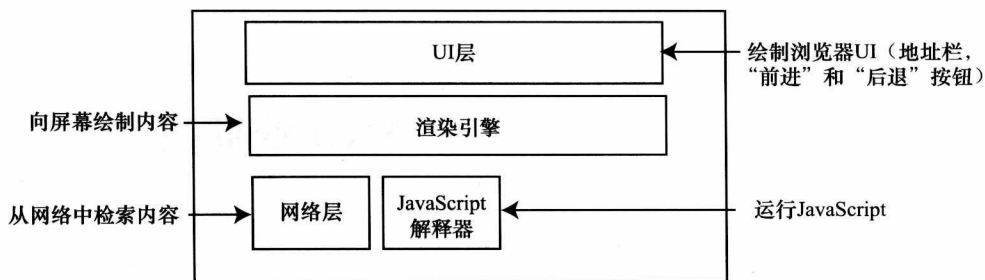 UI层
绘制浏览器UI（地址栏，
“前进”和“后退”按钮）
向屏幕绘制内容
渲染引擎
从网络中检索内容
网络层
JavaScript
解释器
运行JavaScript